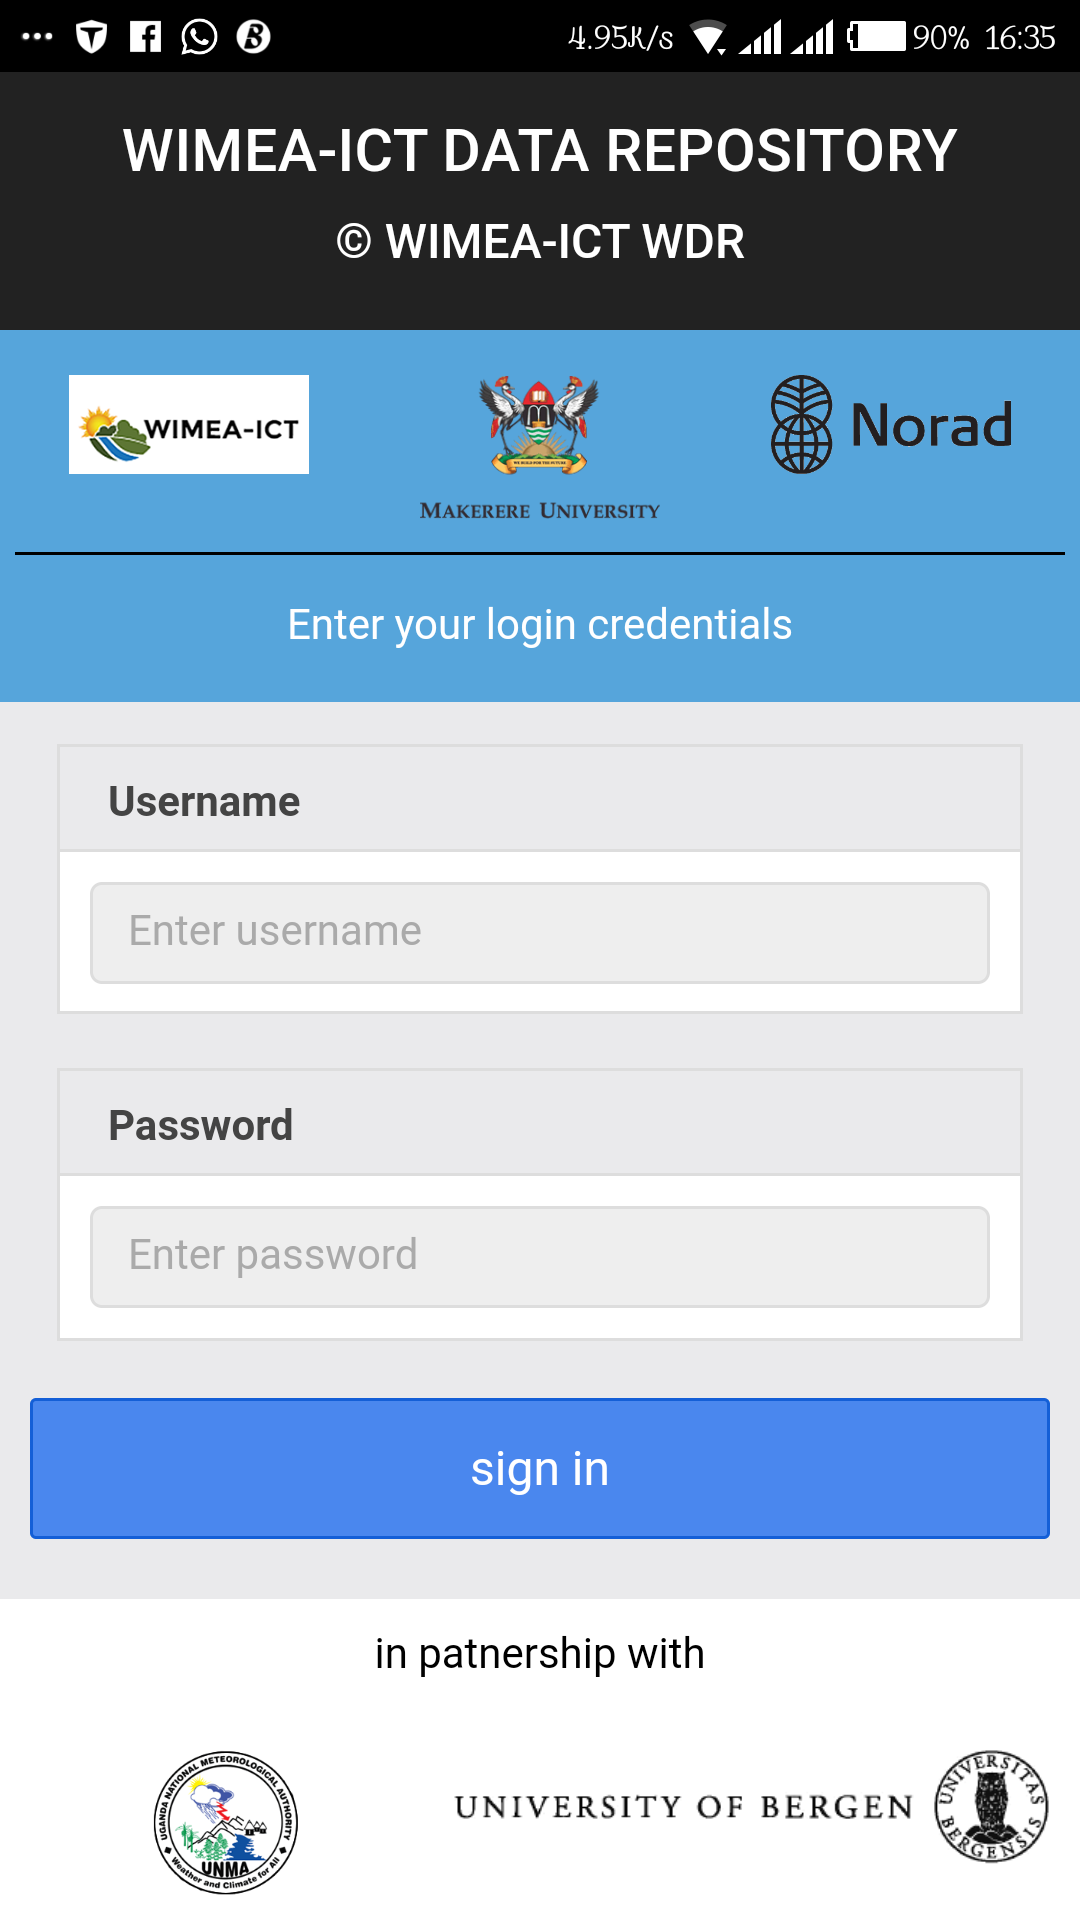 4.95K/s 90% 16:35
WIMEA-ICT DATA REPOSITORY
© WIMEA-ICT WDR
WIMEA-ICT
WE BUILD FOR THE FUTURE
MAKERERE UNIVERSITY
Norad
Enter your login credentials
Username
Enter username
Password
Enter password
sign in
in patnership with
UGANDA NATIONAL METEOROLOGICAL AUTHORITY
UNMA
Weather and Climate for All
UNIVERSITY OF BERGEN
UNIVERSITAS
BERGENSIS